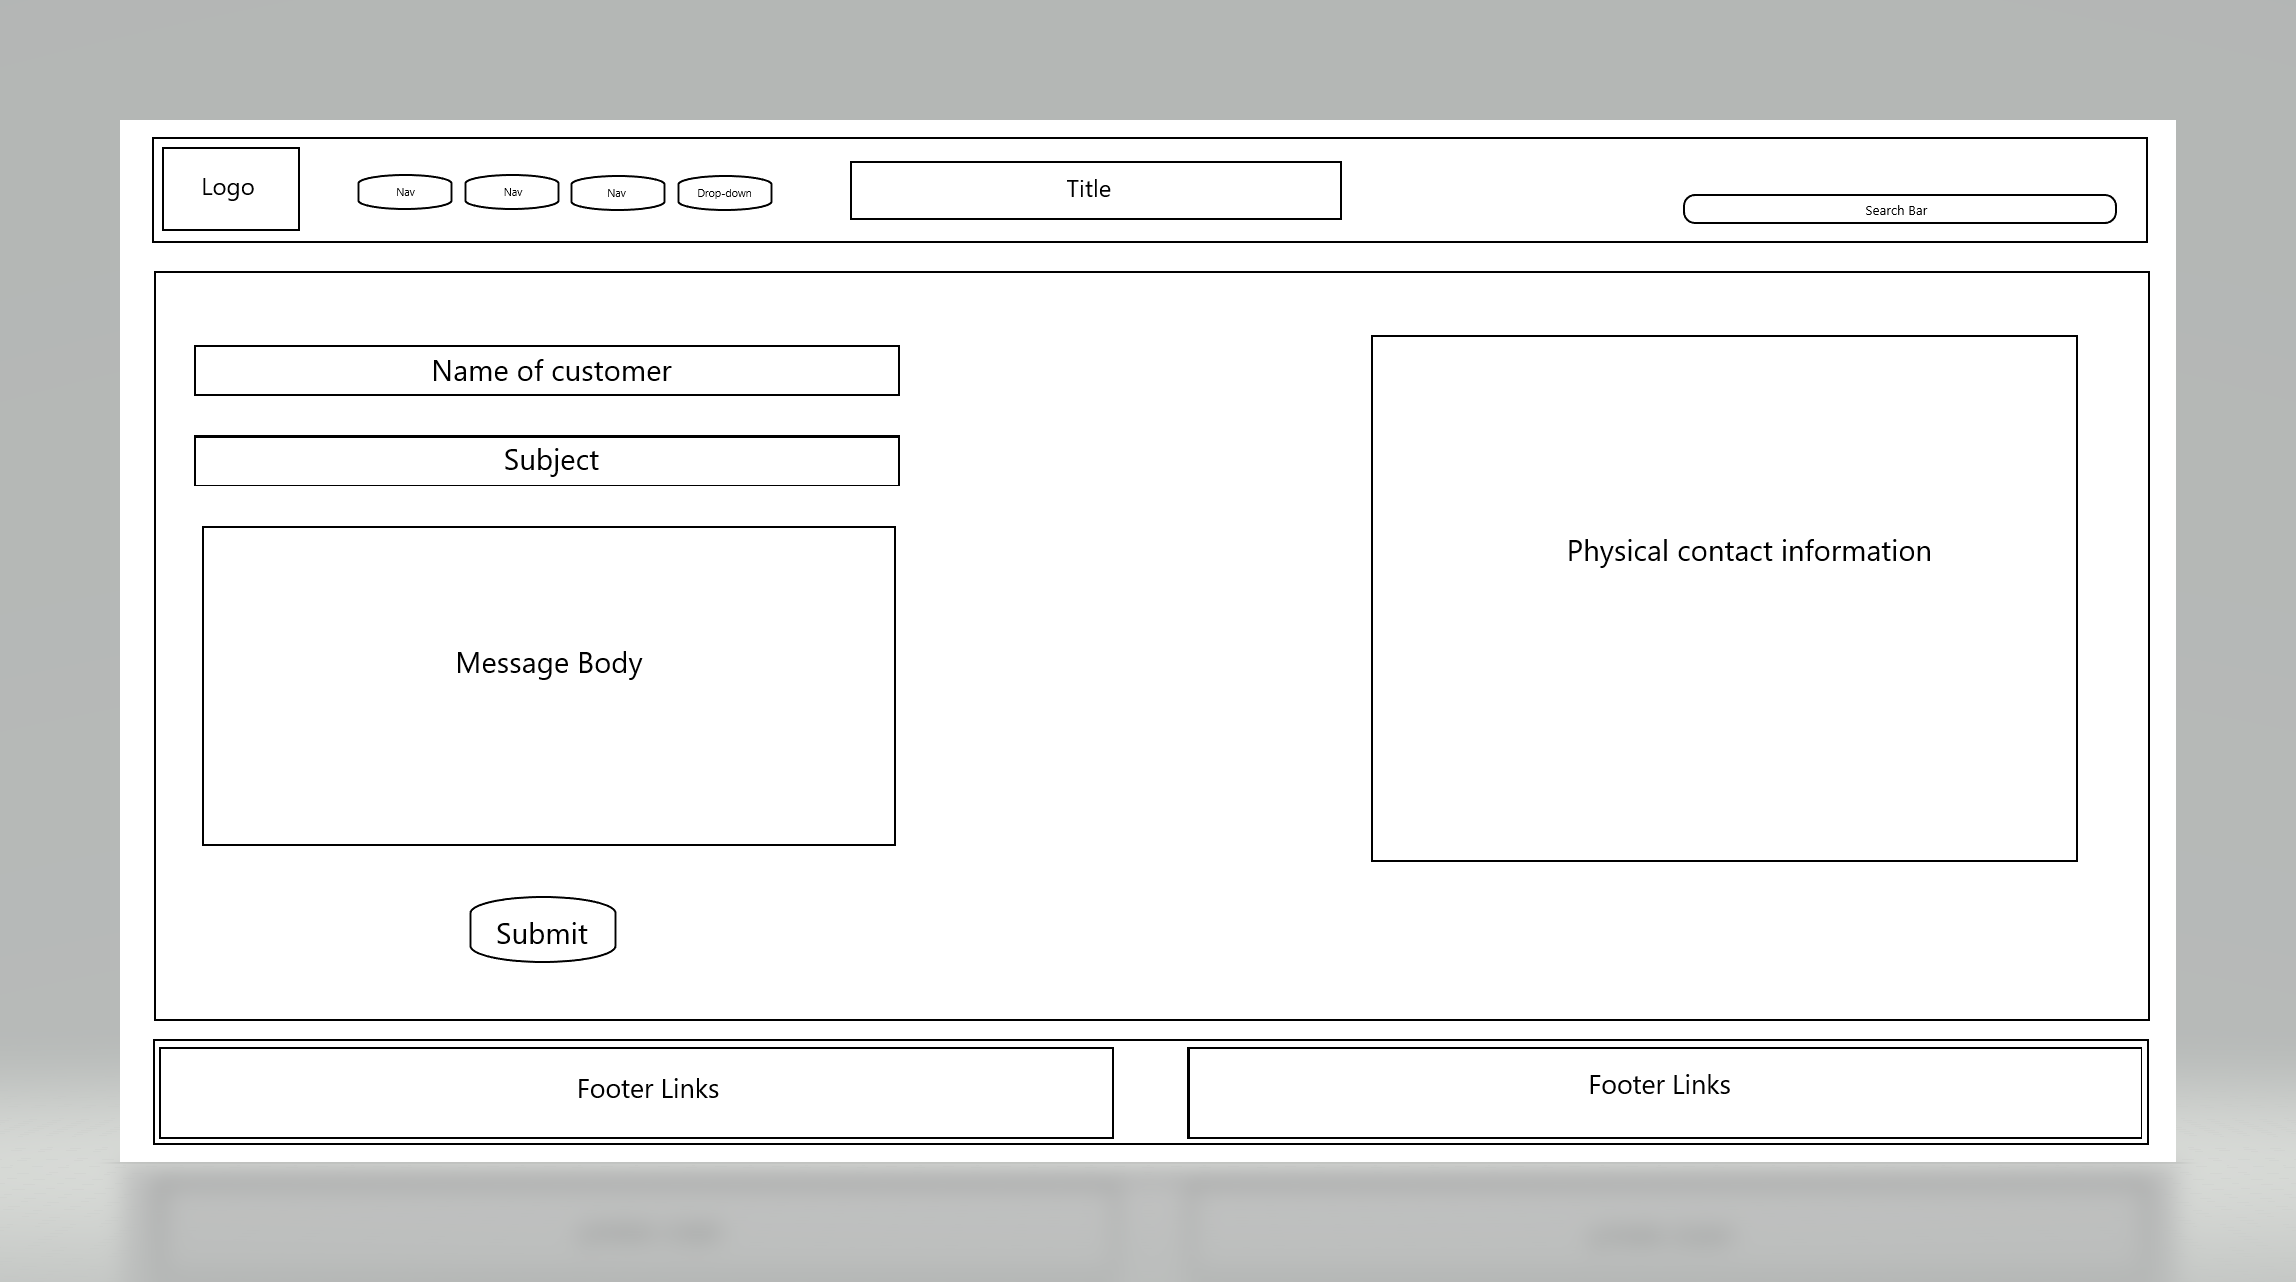 Logo
Nav
Nav
Nav
Drop-down
Title
Search Bar
Name of customer
Subject
Message Body
Submit
Physical contact information
Footer Links
Footer Links